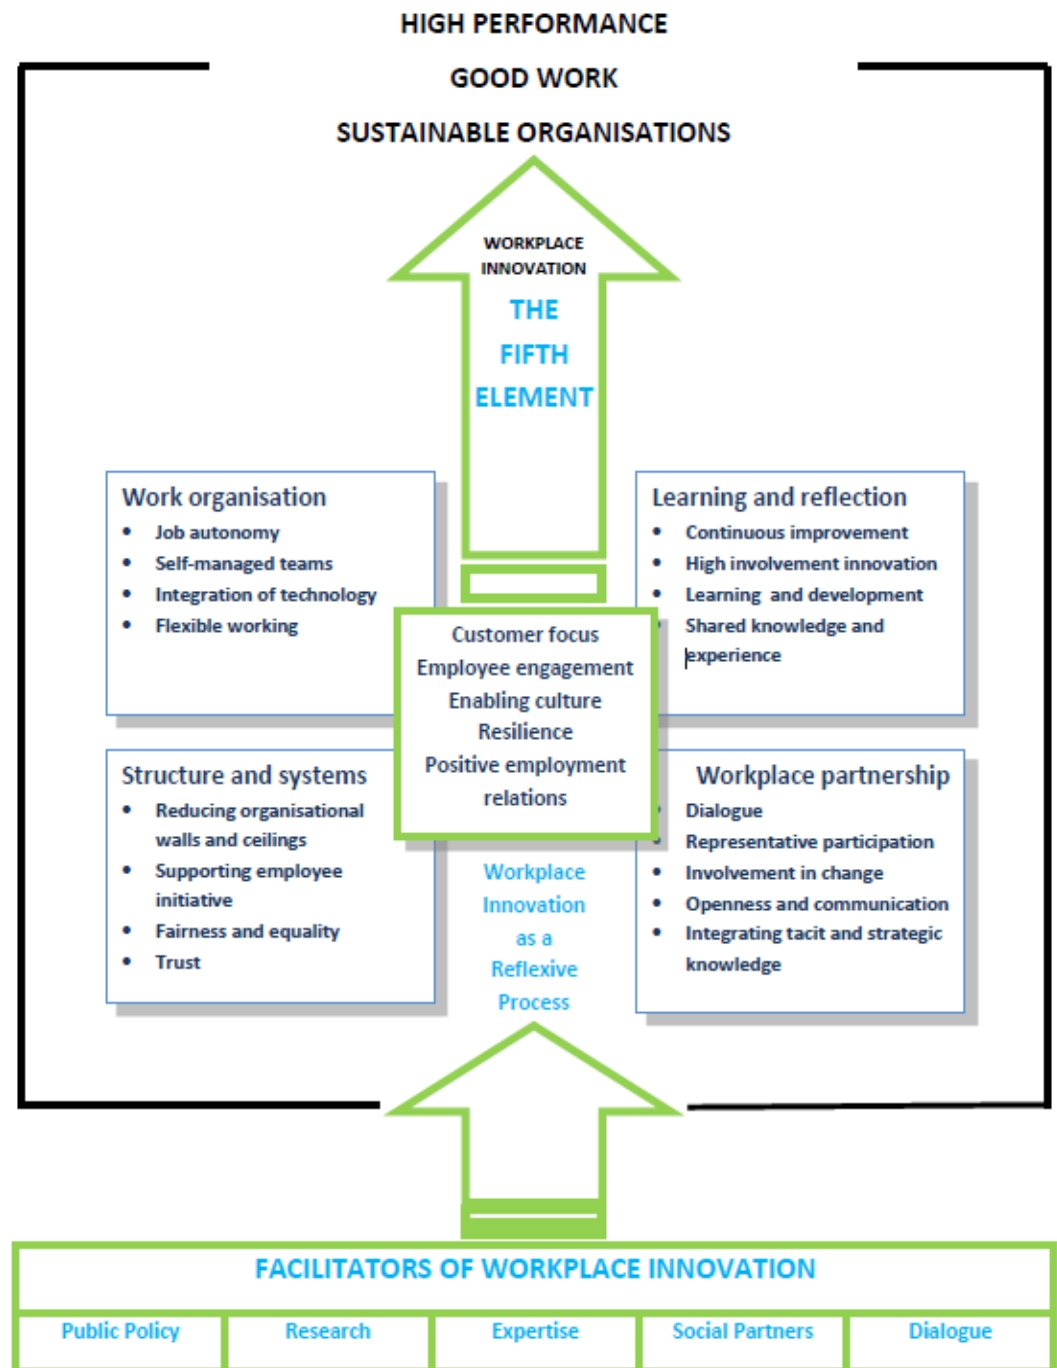 HIGH PERFORMANCE
GOOD WORK
SUSTAINABLE ORGANISATIONS
WORKPLACE
INNOVATION
THE
FIFTH
ELEMENT
Work organisation
• Job autonomy
• Self-managed teams
• Integration of technology
• Flexible working
Learning and reflection
• Continuous improvement
• High involvement innovation
• Learning and development
• Shared knowledge and
experience
Customer focus
Employee engagement
Enabling culture
Resilience
Positive employment
relations
Structure and systems
• Reducing organisational
walls and ceilings
• Supporting employee
initiative
• Fairness and equality
• Trust
Workplace partnership
• Dialogue
• Representative participation
• Involvement in change
• Openness and communication
• Integrating tacit and strategic
knowledge
Workplace
Innovation
as a
Reflexive
Process
FACILITATORS OF WORKPLACE INNOVATION
Public Policy
Research
Expertise
Social Partners
Dialogue